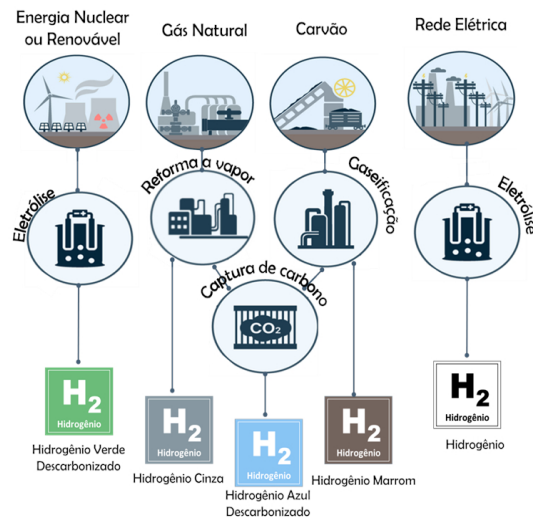 Energia Nuclear
ou Renovável
Gás Natural
Carvão
Rede Elétrica
Eletrólise
Reforma a vapor
Gaseificação
Eletrólise
Captura de carbono
CO₂
H₂
Hidrogênio
Hidrogênio Verde
Descarbonizado
H₂
Hidrogênio
Hidrogênio Cinza
H₂
Hidrogênio
Hidrogênio Azul
Descarbonizado
H₂
Hidrogênio
Hidrogênio Marrom
H₂
Hidrogênio
Hidrogênio